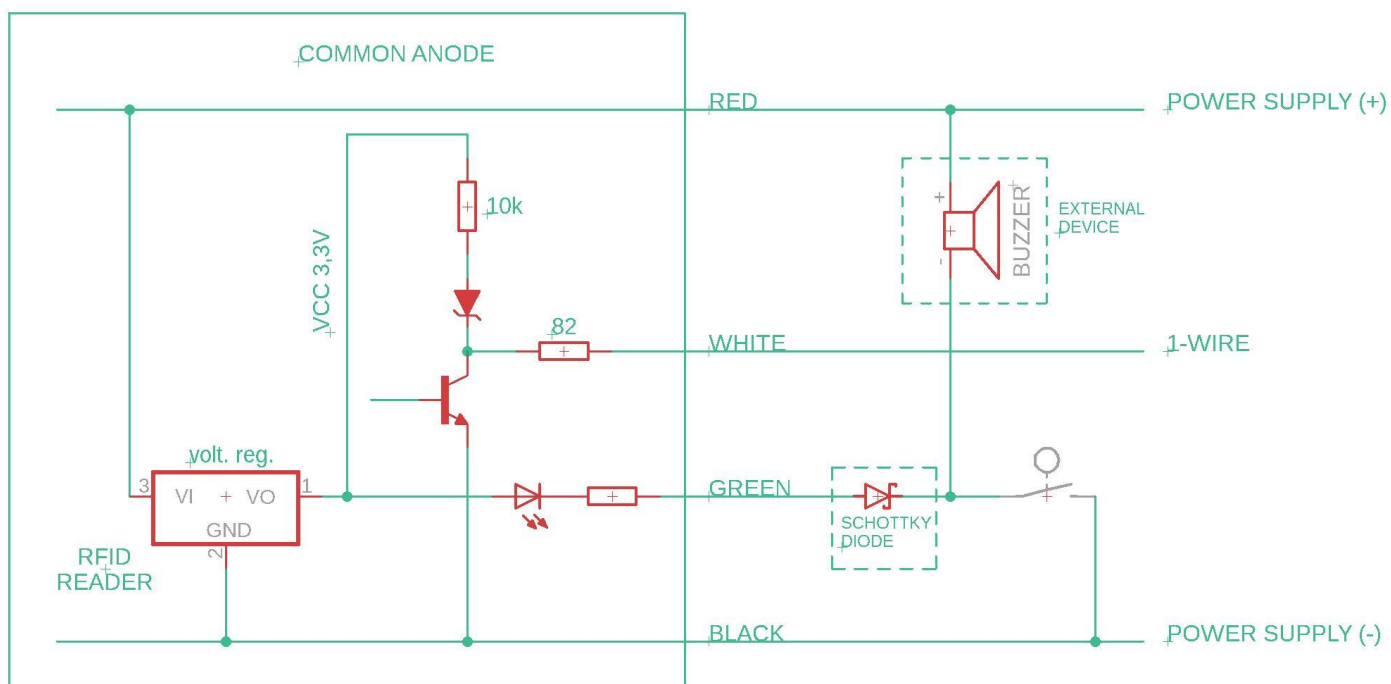 COMMON ANODE
RED
POWER SUPPLY (+)
10k
+
-
BUZZER
EXTERNAL
DEVICE
VCC 3,3V
82
WHITE
1-WIRE
volt. reg.
3
VI
VO
1
GND
2
GREEN
SCHOTTKY
DIODE
RFID
READER
BLACK
POWER SUPPLY (-)